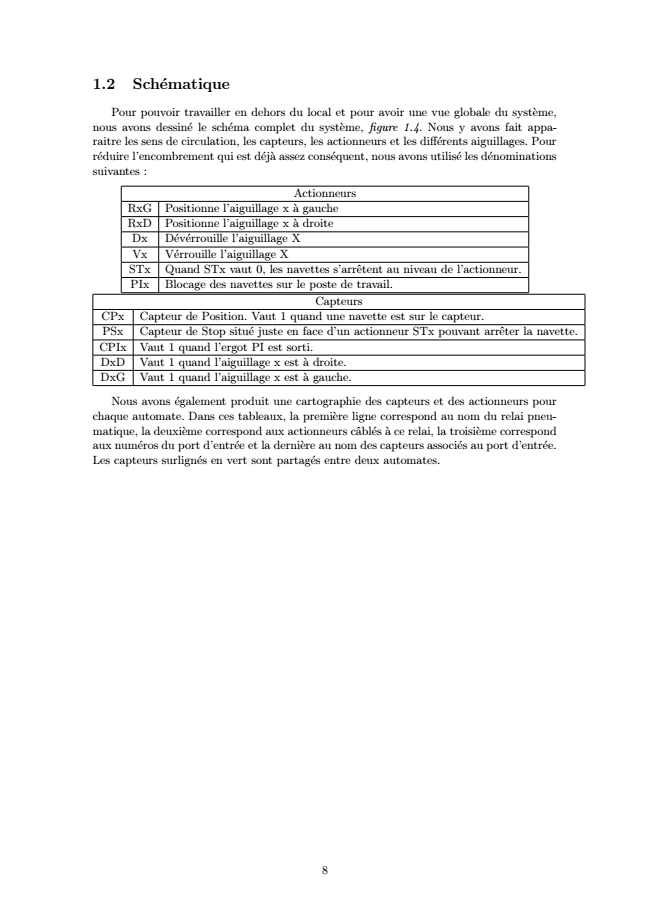 1.2 Schématique
Pour pouvoir travailler en dehors du local et pour avoir une vue globale du système,
nous avons dessiné le schéma complet du système, figure 1.4. Nous y avons fait appa-
raitre les sens de circulation, les capteurs, les actionneurs et les différents aiguillages. Pour
réduire l'encombrement qui est déjà assez conséquent, nous avons utilisé les dénominations
suivantes :
Actionneurs
RxG Positionne l'aiguillage x à gauche
RxD Positionne l'aiguillage x à droite
Dx Dévérrouille l'aiguillage X
Vx Vérrouille l'aiguillage X
STx Quand STx vaut 0, les navettes s'arrêtent au niveau de l'actionneur.
PIx Blocage des navettes sur le poste de travail.
Capteurs
CPx Capteur de Position. Vaut 1 quand une navette est sur le capteur.
PSx Capteur de Stop situé juste en face d'un actionneur STx pouvant arrêter la navette.
CPIx Vaut 1 quand l'ergot PI est sorti.
DxD Vaut 1 quand l'aiguillage x est à droite.
DxG Vaut 1 quand l'aiguillage x est à gauche.
Nous avons également produit une cartographie des capteurs et des actionneurs pour
chaque automate. Dans ces tableaux, la première ligne correspond au nom du relai pneu-
matique, la deuxième correspond aux actionneurs câblés à ce relai, la troisième correspond
aux numéros du port d'entrée et la dernière au nom des capteurs associés au port d'entrée.
Les capteurs surlignés en vert sont partagés entre deux automates.
8